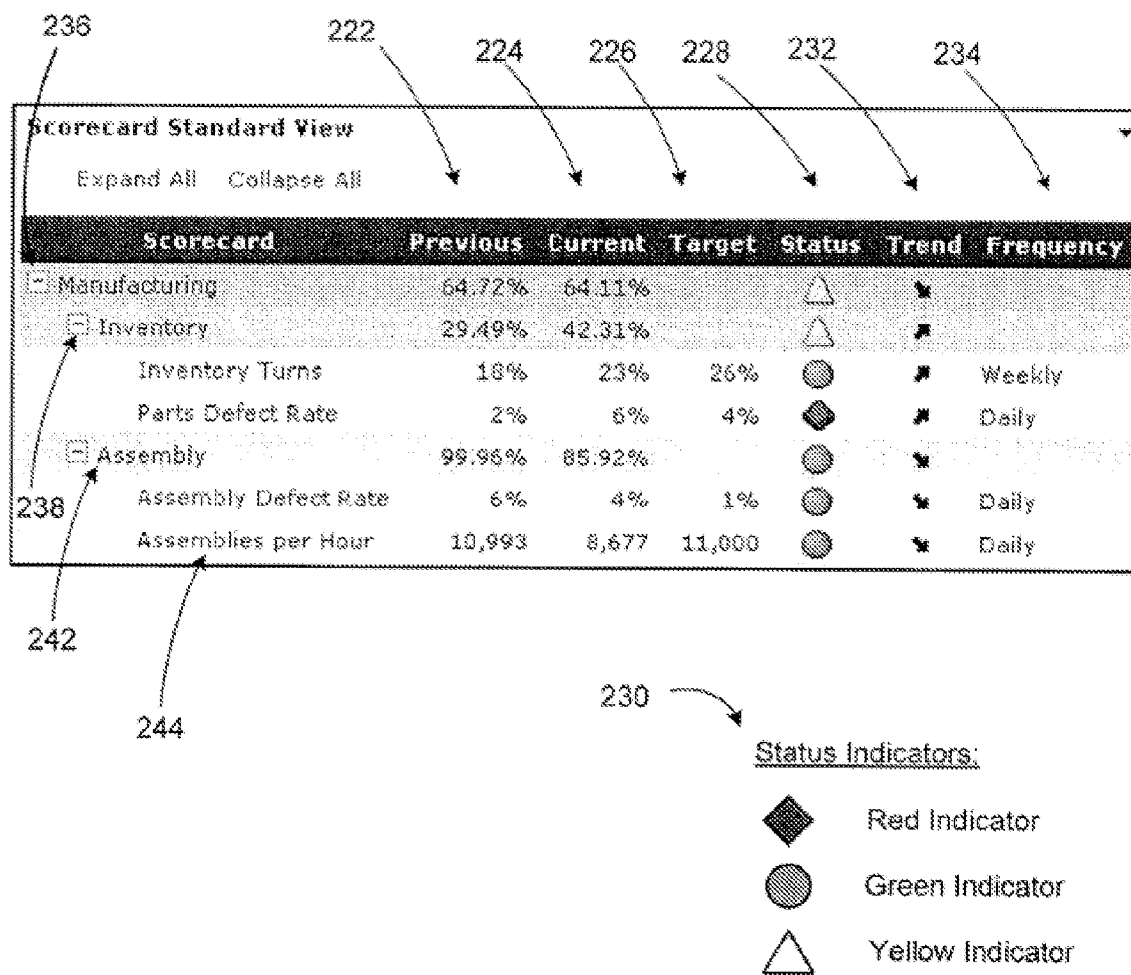 236 222 224 226 228 232 234
Scorecard Standard View
Expand All Collapse All
Scorecard Previous Current Target Status Trend Frequency
Manufacturing 64.72% 64.11%
Inventory 29.49% 42.31%
Inventory Turns 18% 23% 26% Weekly
Parts Defect Rate 2% 6% 4% Daily
Assembly 99.96% 85.92%
238 Assembly Defect Rate 6% 4% 1% Daily
Assemblies per Hour 10,993 8,677 11,000 Daily
242
244
230
Status Indicators:
Red Indicator
Green Indicator
Yellow Indicator